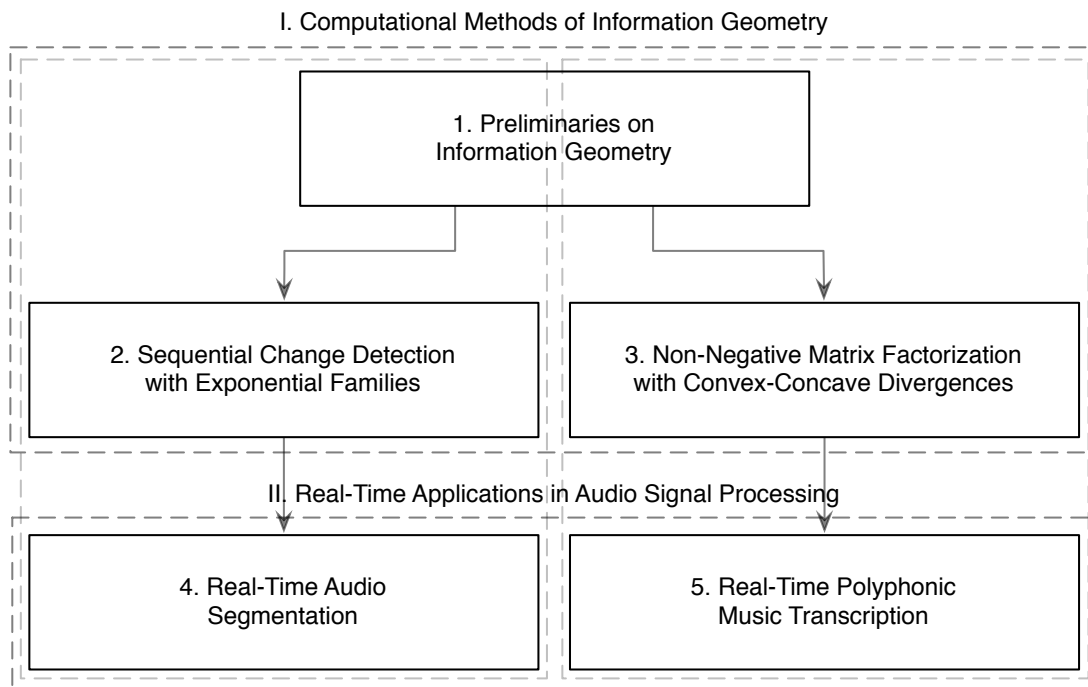 I. Computational Methods of Information Geometry
1. Preliminaries on
Information Geometry
2. Sequential Change Detection
with Exponential Families
3. Non-Negative Matrix Factorization
with Convex-Concave Divergences
II. Real-Time Applications in Audio Signal Processing
4. Real-Time Audio
Segmentation
5. Real-Time Polyphonic
Music Transcription